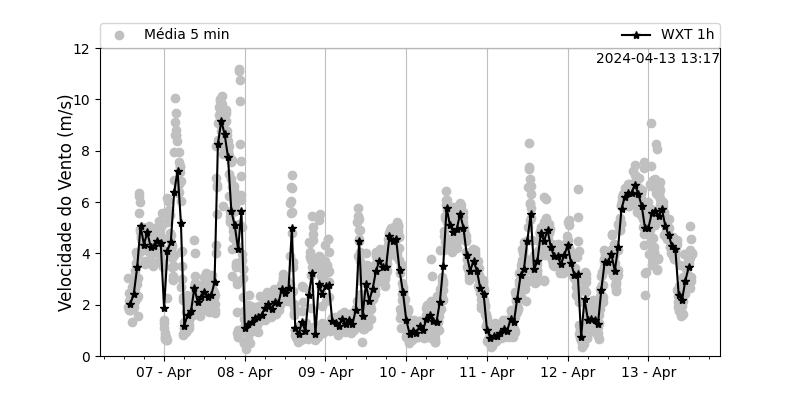 Média 5 min
WXT 1h
2024-04-13 13:17
Velocidade do Vento (m/s)
12
10
8
6
4
2
0
07 - Apr 08 - Apr 09 - Apr 10 - Apr 11 - Apr 12 - Apr 13 - Apr